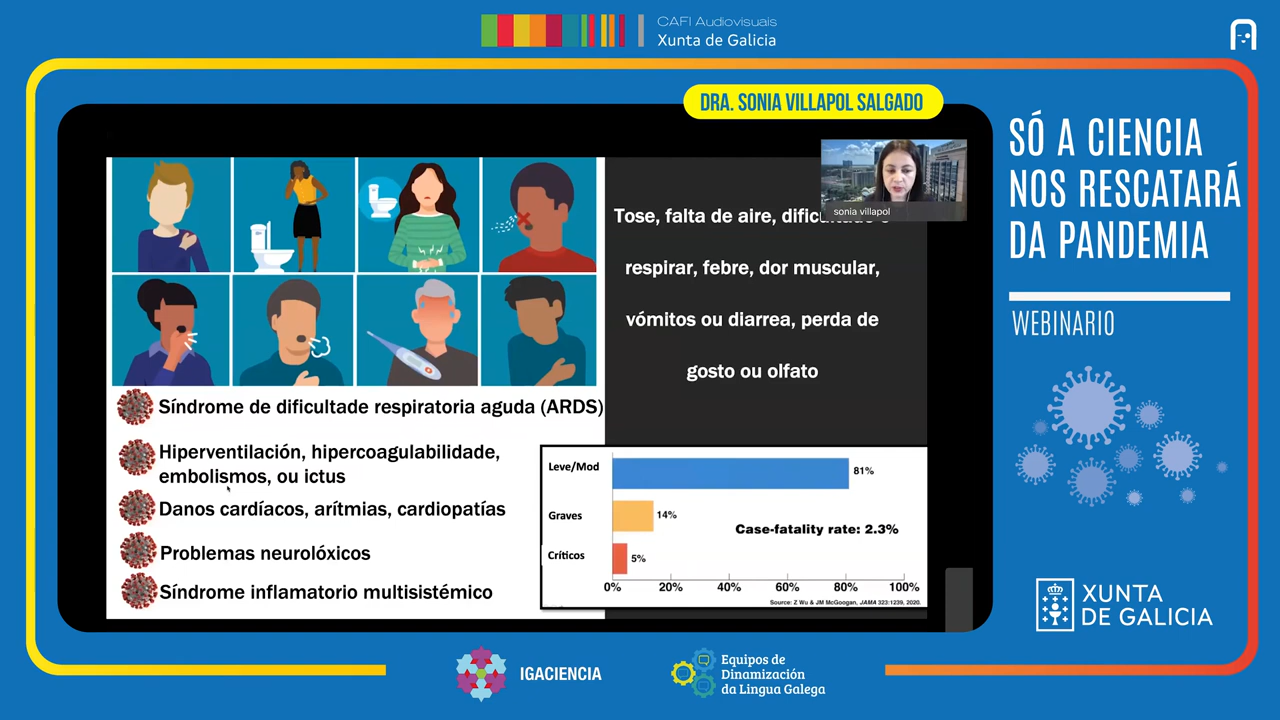 CAFI Audiovisuais
Xunta de Galicia
DRA. SONIA VILLAPOL SALGADO
SÓ A CIENCIA
NOS RESCATARÁ
DA PANDEMIA
WEBINARIO
sonia villapol
Tose, falta de aire,
respirar, febre, dor muscular,
vómitos ou diarrea, perda de
gosto ou olfato
Síndrome de dificultade respiratoria aguda (ARDS)
Hiperventilación, hipercoagulabilidade,
embolismos, ou ictus
Danos cardíacos, arítmias, cardiopatías
Problemas neurolóxicos
Síndrome inflamatorio multisistémico
Leve/Mod
81%
Graves
14%
Case-fatality rate: 2.3%
Críticos
5%
0% 20% 40% 60% 80% 100%
Source: Z Wu & JM McGoogan, JAMA 323:1239, 2020.
XUNTA
DE GALICIA
IGACIENCIA
Equipos de
Dinamización
da Lingua Galega